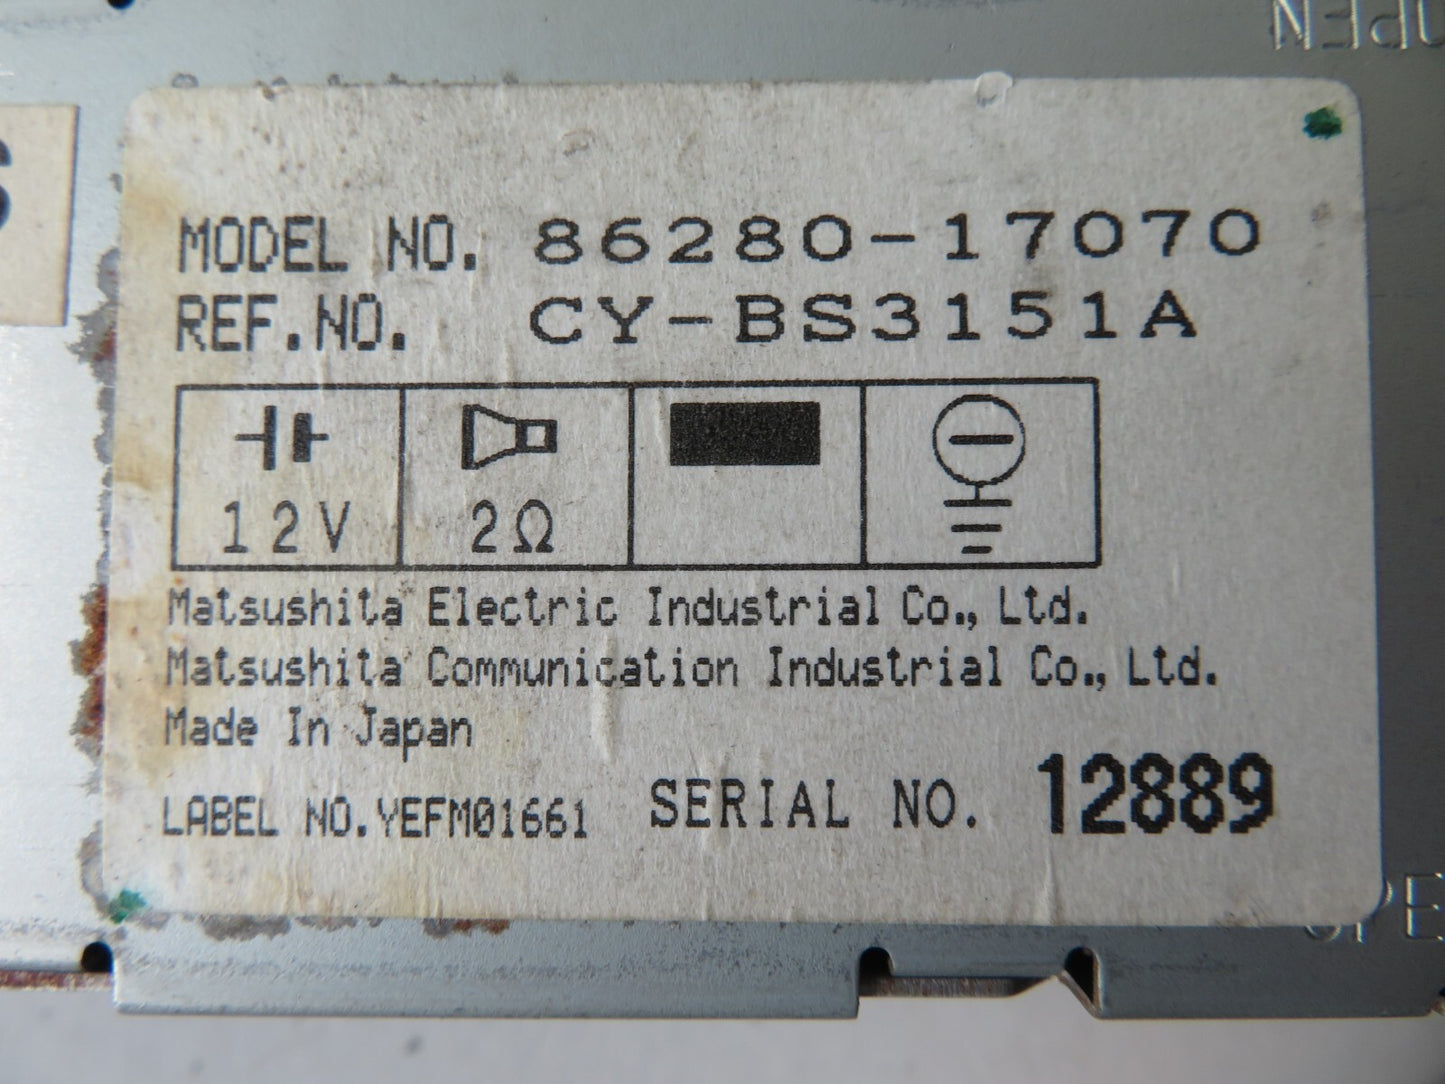 OPEN
MODEL NO. 86280-17070
REF.NO. CY-BS3151A
12V 2Ω
Matsushita Electric Industrial Co., Ltd.
Matsushita Communication Industrial Co., Ltd.
Made In Japan
LABEL NO.YEFM01661 SERIAL NO. 12889